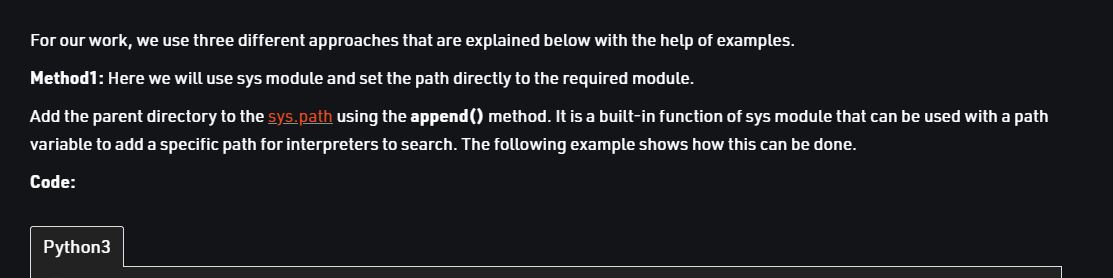 For our work, we use three different approaches that are explained below with the help of examples.
Method1: Here we will use sys module and set the path directly to the required module.
Add the parent directory to the sys.path using the append() method. It is a built-in function of sys module that can be used with a path
variable to add a specific path for interpreters to search. The following example shows how this can be done.
Code:
Python3